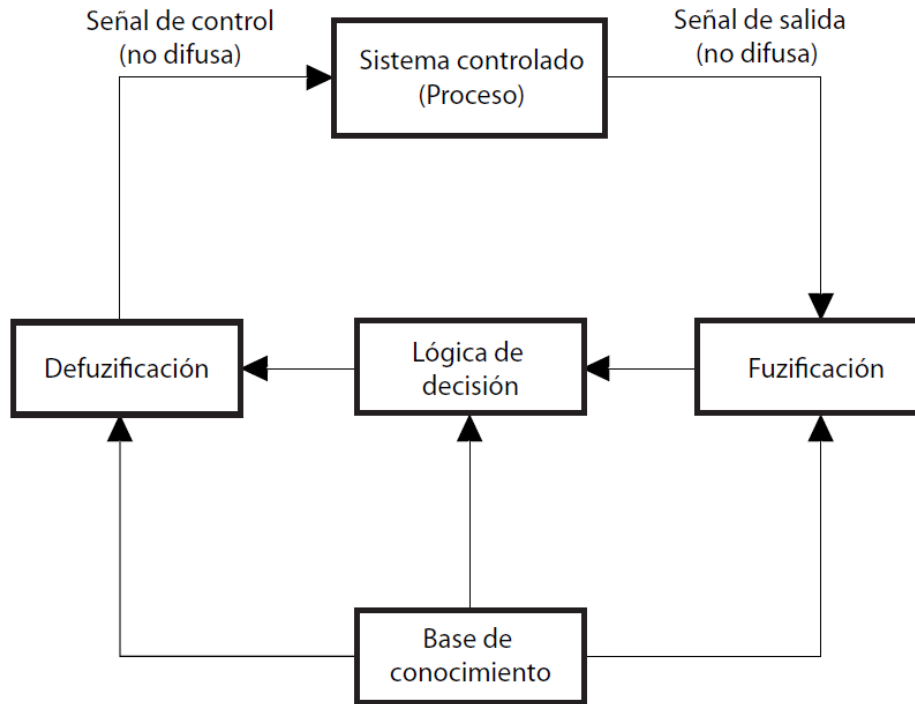 Señal de control
(no difusa)
Sistema controlado
(Proceso)
Señal de salida
(no difusa)
Defuzificación
Lógica de
decisión
Fuzificación
Base de
conocimiento